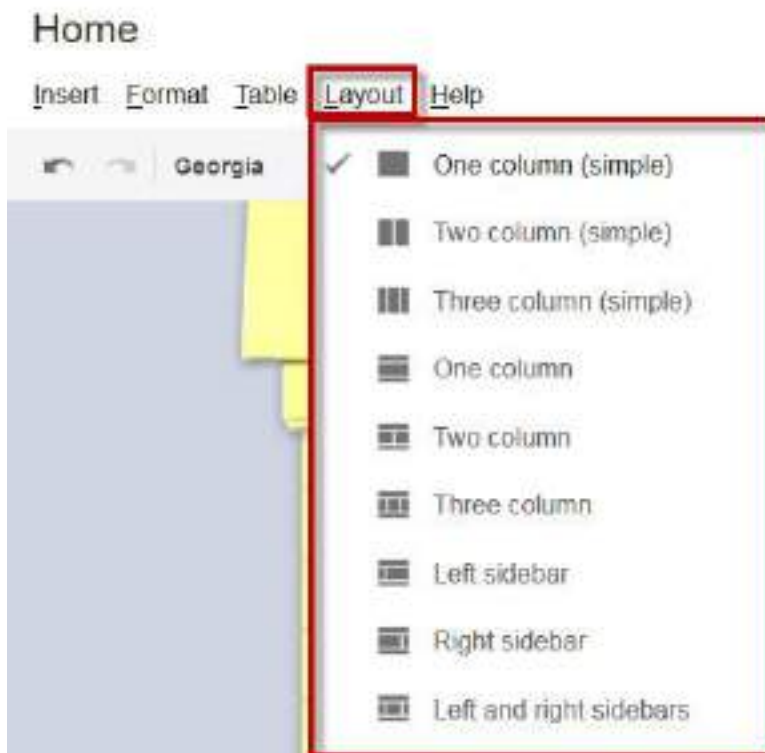 Home
Insert Format Table Layout Help
Georgia
One column (simple)
Two column (simple)
Three column (simple)
One column
Two column
Three column
Left sidebar
Right sidebar
Left and right sidebars